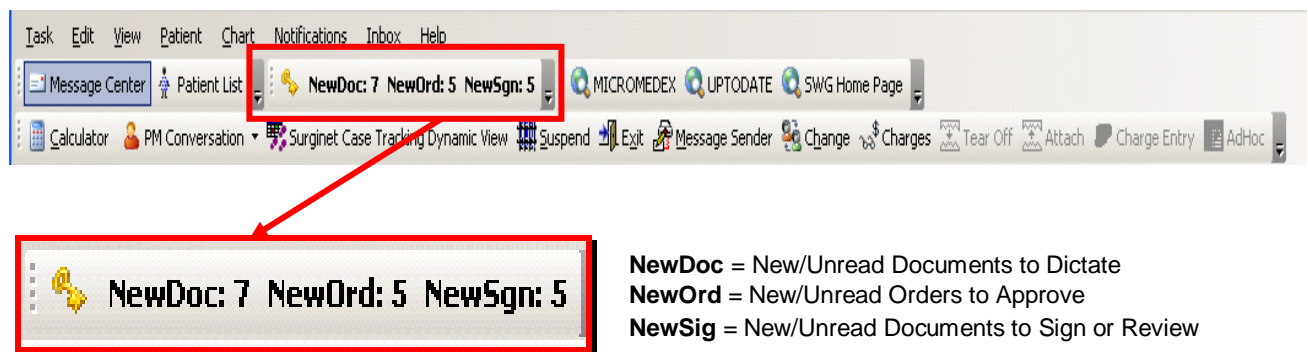 Task Edit View Patient Chart Notifications Inbox Help
Message Center Patient List NewDoc: 7 NewOrd: 5 NewSgn: 5 MICROMEDEX UPTODATE SWG Home Page
Calculator PM Conversation Surginet Case Tracking Dynamic View Suspend Exit Message Sender Change Charges Tear Off Attach Charge Entry AdHoc
NewDoc: 7 NewOrd: 5 NewSgn: 5
NewDoc = New/Unread Documents to Dictate
NewOrd = New/Unread Orders to Approve
NewSig = New/Unread Documents to Sign or Review